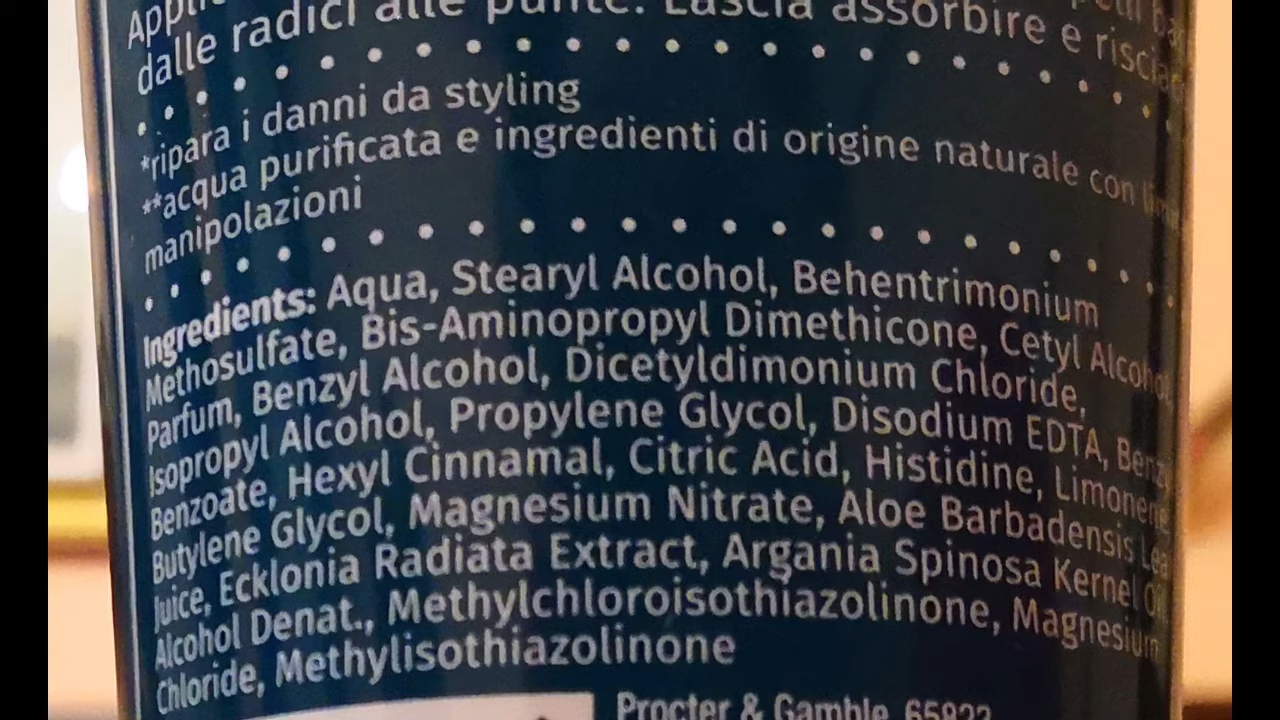 dalle radici alle punte. Lascia assorbire e
*ripara i danni da styling
**acqua purificata e ingredienti di origine naturale con
manipolazioni
Ingredients: Aqua, Stearyl Alcohol, Behentrimonium
Methosulfate, Bis-Aminopropyl Dimethicone, Cetyl Alcohol,
Parfum, Benzyl Alcohol, Dicetyldimonium Chloride,
Isopropyl Alcohol, Propylene Glycol, Disodium EDTA, Benzyl
Benzoate, Hexyl Cinnamal, Citric Acid, Histidine, Limonene,
Butylene Glycol, Magnesium Nitrate, Aloe Barbadensis
Juice, Ecklonia Radiata Extract, Argania Spinosa Kernel
Alcohol Denat., Methylchloroisothiazolinone, Magnesium
Chloride, Methylisothiazolinone
Procter & Gamble, 65823